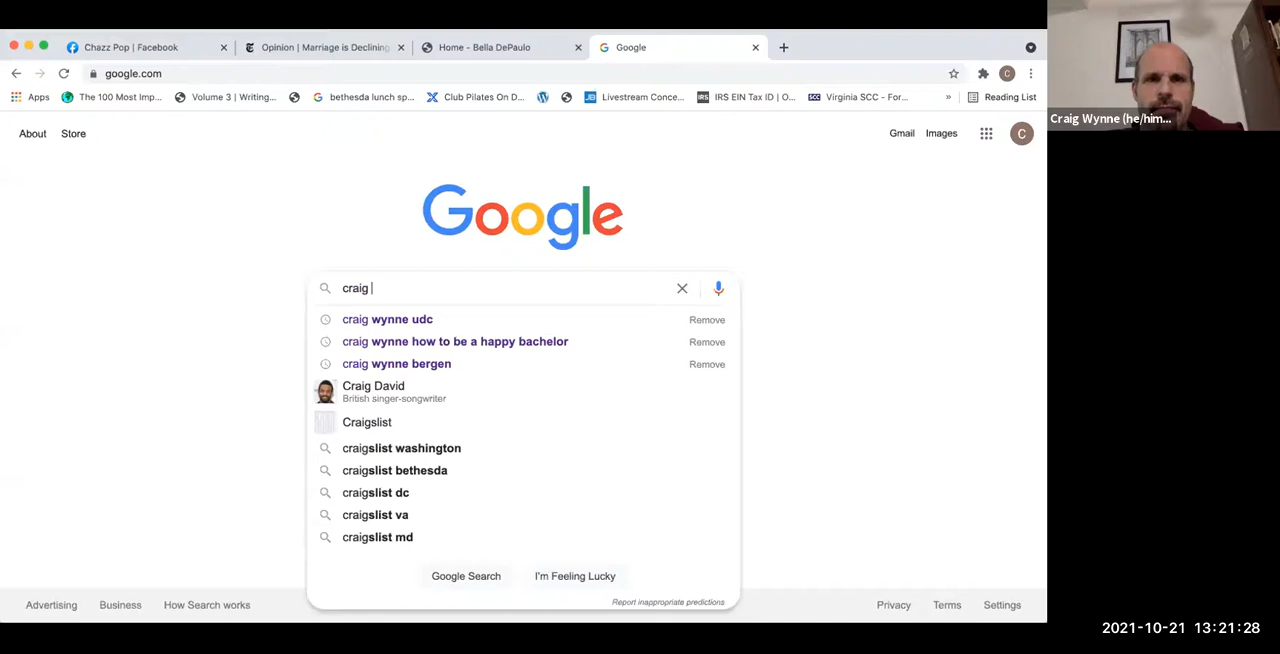 Chazz Pop | Facebook
Opinion | Marriage is Declining
Home - Bella DePaulo
Google
google.com
C
Apps
The 100 Most Imp...
Volume 3 | Writing...
bethesda lunch sp...
Club Pilates On D...
Livestream Conce...
IRS EIN Tax ID | O...
Virginia SCC - For...
»
Reading List
About
Store
Gmail
Images
C
Google
craig
craig wynne udc
Remove
craig wynne how to be a happy bachelor
Remove
craig wynne bergen
Remove
Craig David
British singer-songwriter
Craigslist
craigslist washington
craigslist bethesda
craigslist dc
craigslist va
craigslist md
Google Search
I'm Feeling Lucky
Report inappropriate predictions
Advertising
Business
How Search works
Privacy
Terms
Settings
Craig Wynne (he/him...
2021-10-21 13:21:28